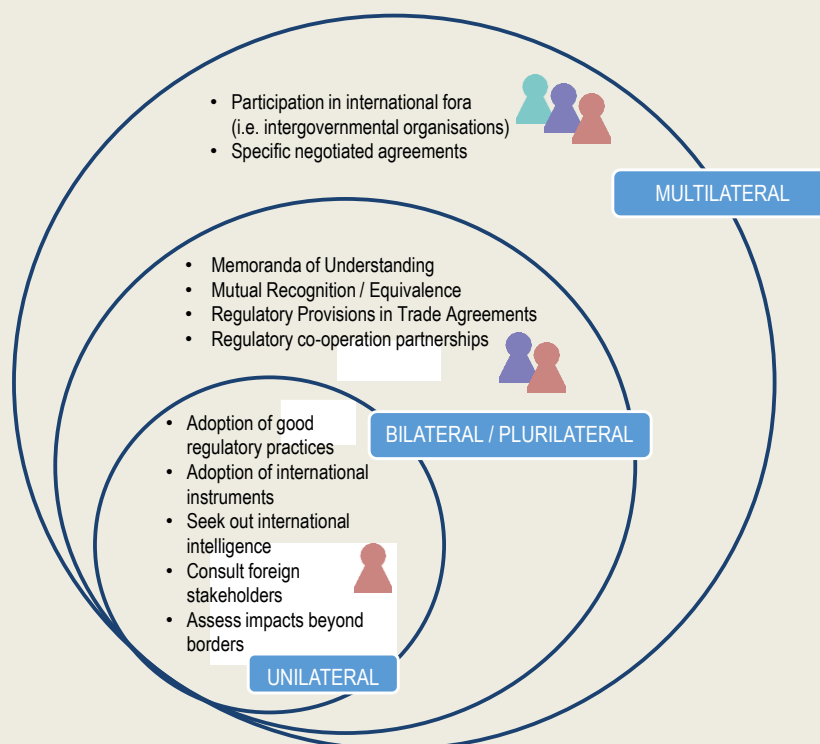 • Participation in international fora
(i.e. intergovernmental organisations)
• Specific negotiated agreements
MULTILATERAL
• Memoranda of Understanding
• Mutual Recognition / Equivalence
• Regulatory Provisions in Trade Agreements
• Regulatory co-operation partnerships
BILATERAL / PLURILATERAL
• Adoption of good
regulatory practices
• Adoption of international
instruments
• Seek out international
intelligence
• Consult foreign
stakeholders
• Assess impacts beyond
borders
UNILATERAL